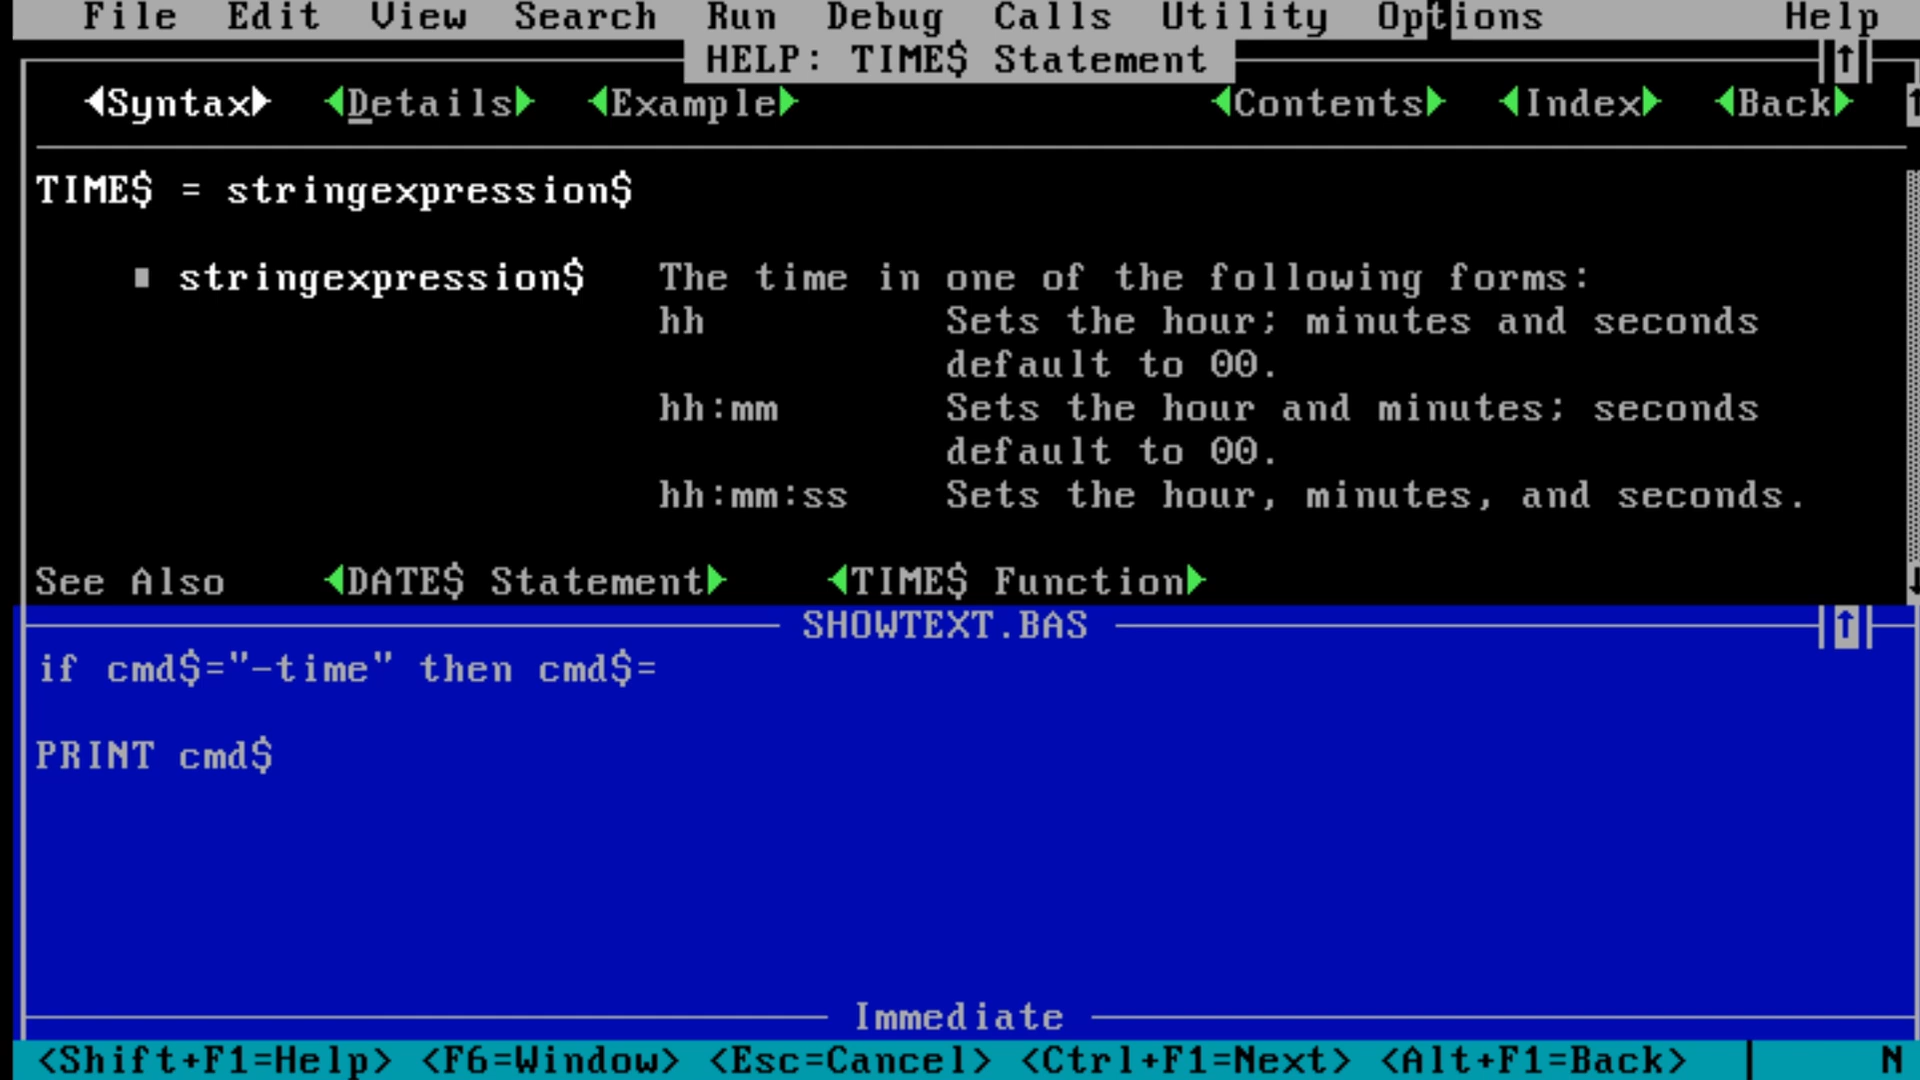 File Edit View Search Run Debug Calls Utility Options Help
HELP: TIME$ Statement
Syntax Details Example Contents Index Back
TIME$ = stringexpression$
stringexpression$ The time in one of the following forms:
hh Sets the hour; minutes and seconds
default to 00.
hh:mm Sets the hour and minutes; seconds
default to 00.
hh:mm:ss Sets the hour, minutes, and seconds.
See Also DATE$ Statement TIME$ Function
SHOWTEXT.BAS
if cmd$="-time" then cmd$=
PRINT cmd$
Immediate
<Shift+F1=Help> <F6=Window> <Esc=Cancel> <Ctrl+F1=Next> <Alt+F1=Back> N